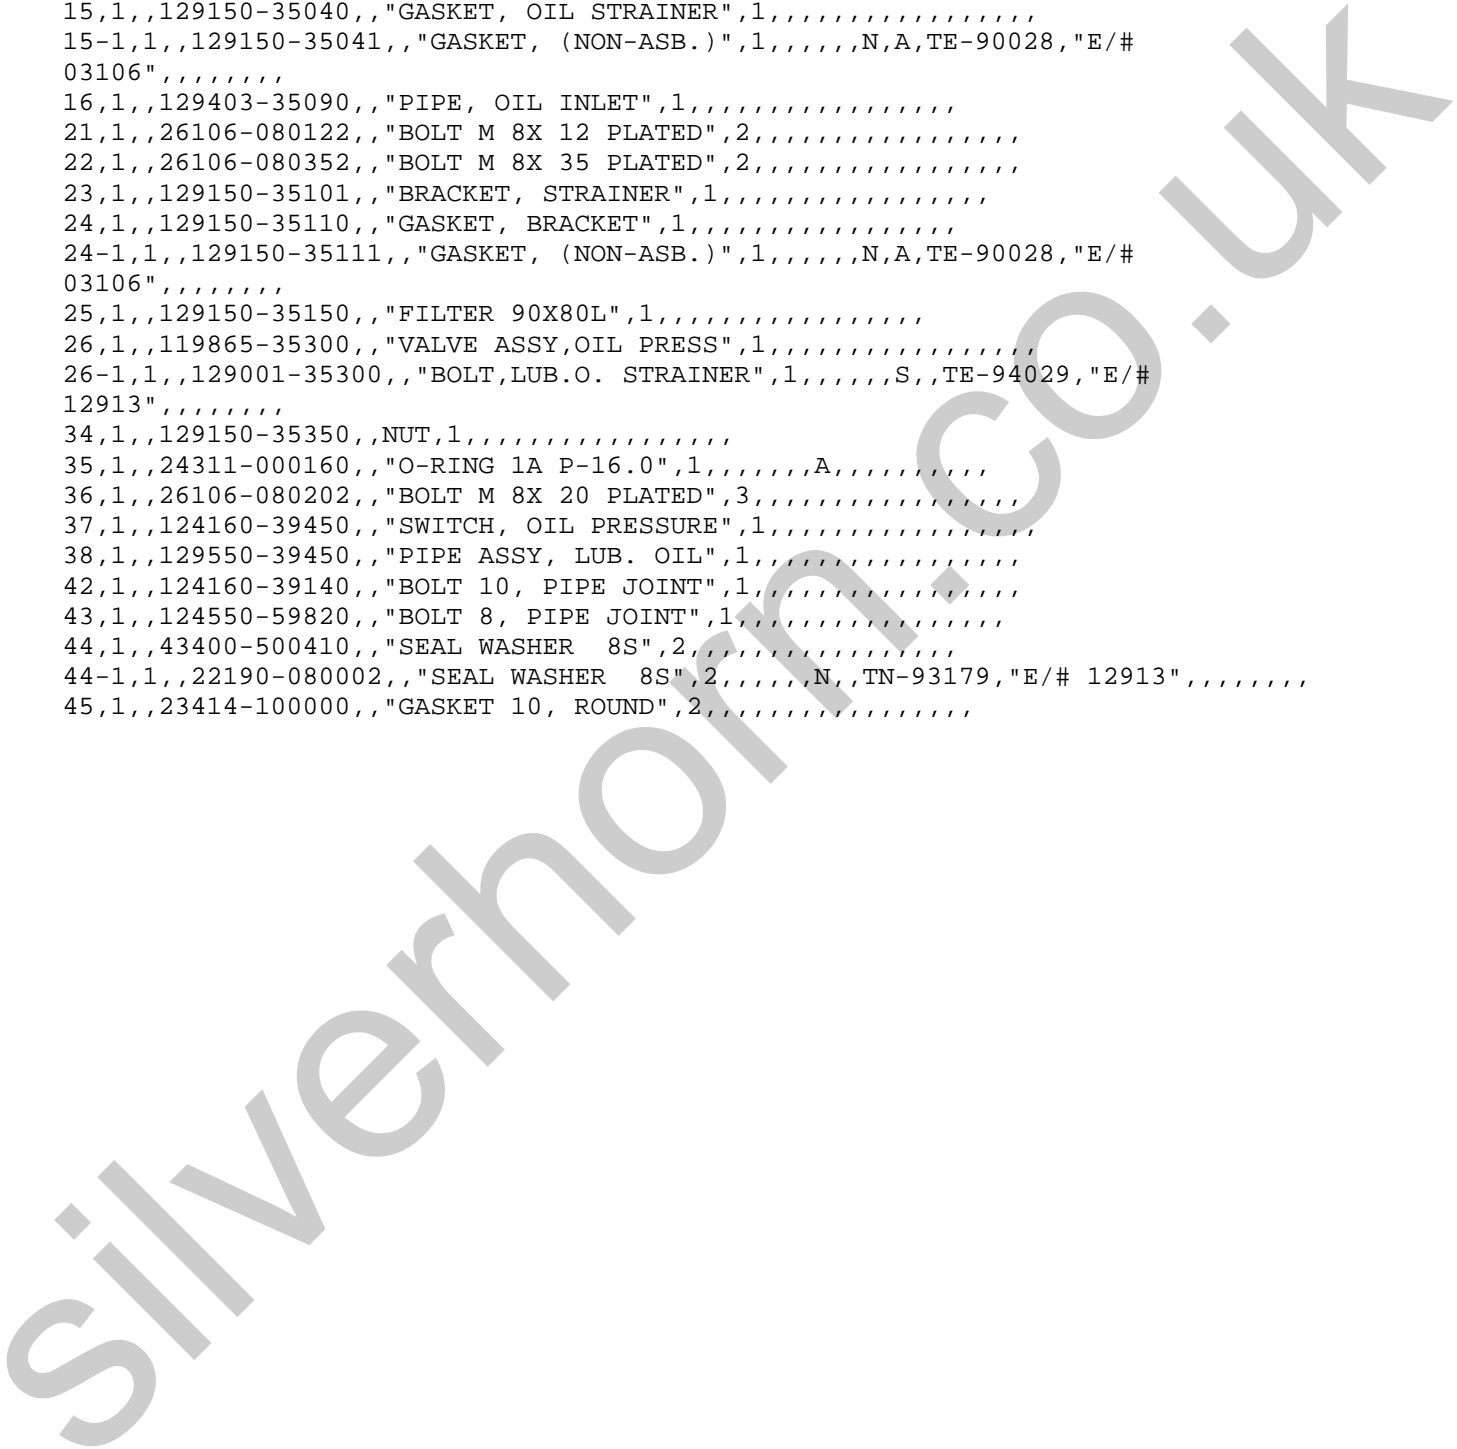 15,1,,129150-35040,,"GASKET, OIL STRAINER",1,,,,,,,,,,,,,,,,,
15-1,1,,129150-35041,,"GASKET, (NON-ASB.)",1,,,,,,N,A,TE-90028,"E/#
03106",,,,,,,,
16,1,,129403-35090,,"PIPE, OIL INLET",1,,,,,,,,,,,,,,,,,
21,1,,26106-080122,,"BOLT M 8X 12 PLATED",2,,,,,,,,,,,,,,,,,
22,1,,26106-080352,,"BOLT M 8X 35 PLATED",2,,,,,,,,,,,,,,,,,
23,1,,129150-35101,,"BRACKET, STRAINER",1,,,,,,,,,,,,,,,,,
24,1,,129150-35110,,"GASKET, BRACKET",1,,,,,,,,,,,,,,,,,
24-1,1,,129150-35111,,"GASKET, (NON-ASB.)",1,,,,,,N,A,TE-90028,"E/#
03106",,,,,,,,
25,1,,129150-35150,,"FILTER 90X80L",1,,,,,,,,,,,,,,,,,
26,1,,119865-35300,,"VALVE ASSY,OIL PRESS",1,,,,,,,,,,,,,,,,,
26-1,1,,129001-35300,,"BOLT,LUB.O. STRAINER",1,,,,,,S,,TE-94029,"E/#
12913",,,,,,,,
34,1,,129150-35350,,NUT,1,,,,,,,,,,,,,,,,,
35,1,,24311-000160,,"O-RING 1A P-16.0",1,,,,,,,A,,,,,,,,,,
36,1,,26106-080202,,"BOLT M 8X 20 PLATED",3,,,,,,,,,,,,,,,,,
37,1,,124160-39450,,"SWITCH, OIL PRESSURE",1,,,,,,,,,,,,,,,,,
38,1,,129550-39450,,"PIPE ASSY, LUB. OIL",1,,,,,,,,,,,,,,,,,
42,1,,124160-39140,,"BOLT 10, PIPE JOINT",1,,,,,,,,,,,,,,,,,
43,1,,124550-59820,,"BOLT 8, PIPE JOINT",1,,,,,,,,,,,,,,,,,
44,1,,43400-500410,,"SEAL WASHER  8S",2,,,,,,,,,,,,,,,,,
44-1,1,,22190-080002,,"SEAL WASHER  8S",2,,,,,,N,,TN-93179,"E/# 12913",,,,,,,,
45,1,,23414-100000,,"GASKET 10, ROUND",2,,,,,,,,,,,,,,,,,
silverhorn.co.uk